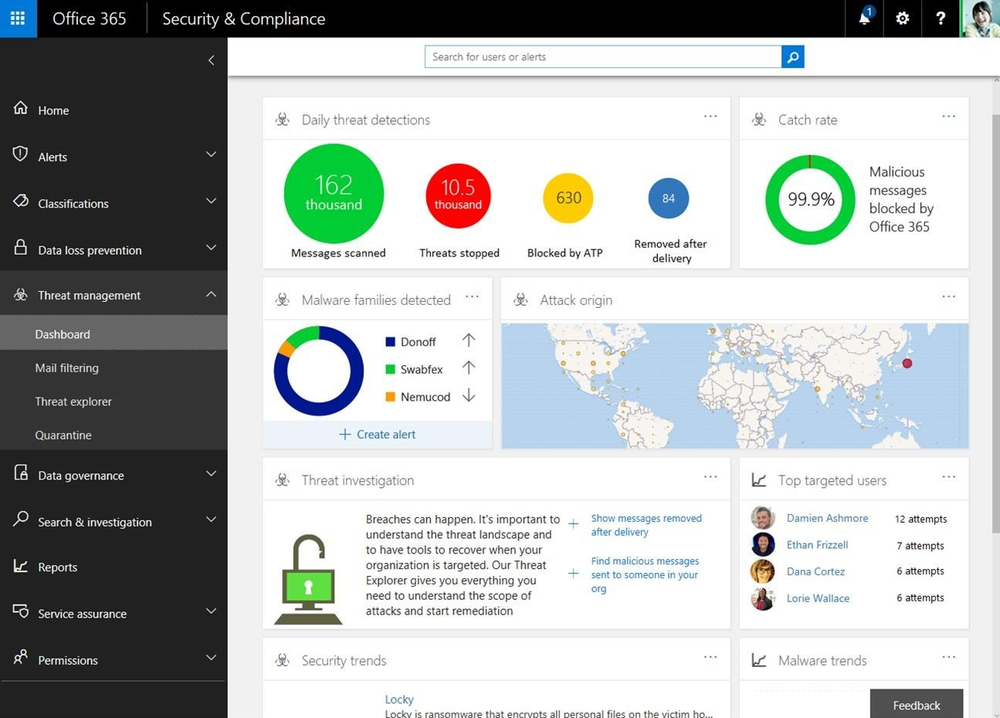 Office 365
Security & Compliance
1
?
Search for users or alerts
Home
Alerts
Classifications
Data loss prevention
Threat management
Dashboard
Mail filtering
Threat explorer
Quarantine
Data governance
Search & investigation
Reports
Service assurance
Permissions
Daily threat detections
...
162
thousand
Messages scanned
10.5
thousand
Threats stopped
630
Blocked by ATP
84
Removed after
delivery
Catch rate
...
99.9%
Malicious
messages
blocked by
Office 365
Malware families detected
...
Donoff
Swabfex
Nemucod
+ Create alert
Attack origin
...
Threat investigation
...
Breaches can happen. It's important to
understand the threat landscape and
to have tools to recover when your
organization is targeted. Our Threat
Explorer gives you everything you
need to understand the scope of
attacks and start remediation
+ Show messages removed
after delivery
+ Find malicious messages
sent to someone in your
org
Top targeted users
...
Damien Ashmore 12 attempts
Ethan Frizzell 7 attempts
Dana Cortez 6 attempts
Lorie Wallace 6 attempts
Security trends
...
Locky
Locky is ransomware that encrypts all personal files on the victim ho...
Malware trends
...
Feedback